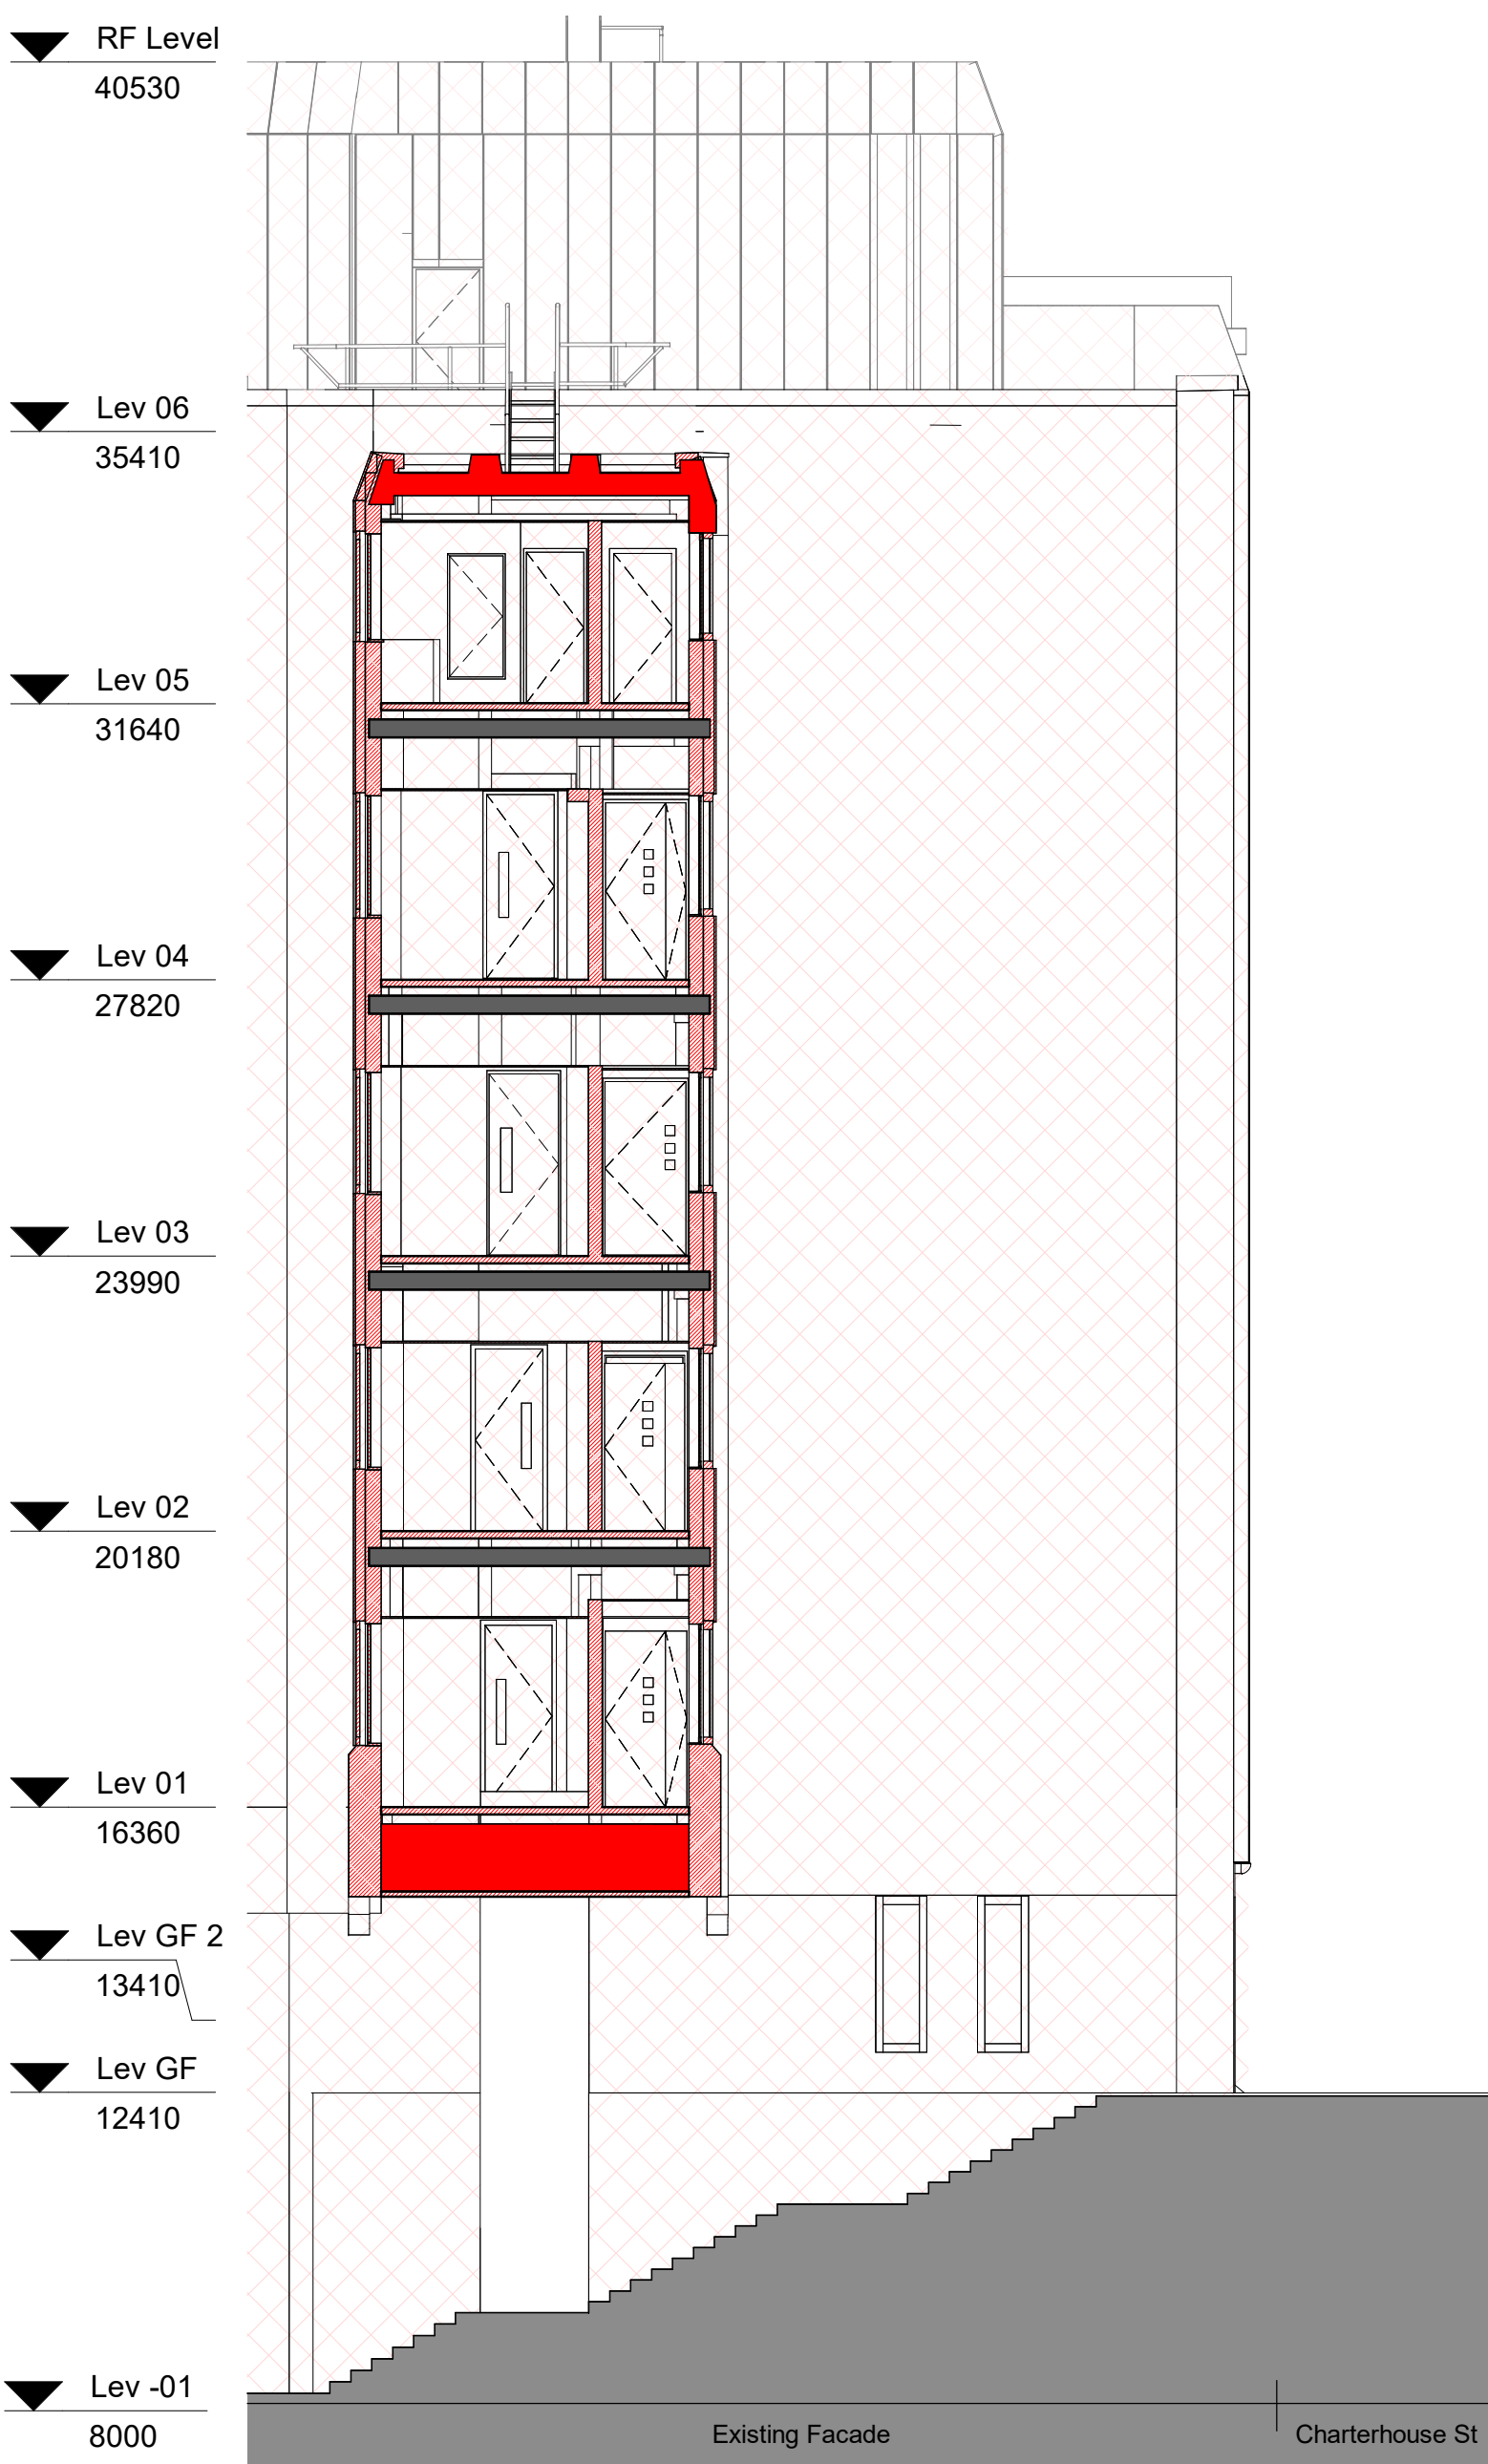 RF Level
40530
Lev 06
35410
Lev 05
31640
Lev 04
27820
Lev 03
23990
Lev 02
20180
Lev 01
16360
Lev GF 2
13410
Lev GF
12410
Lev -01
8000
Existing Facade
Charterhouse St